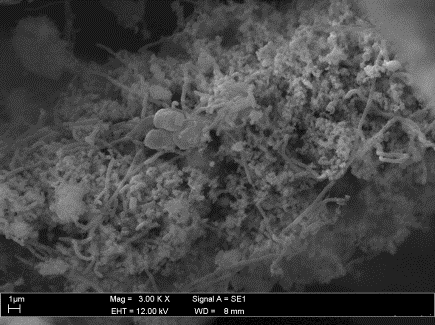 1µm Mag = 3.00 K X Signal A = SE1
EHT = 12.00 kV WD = 8 mm